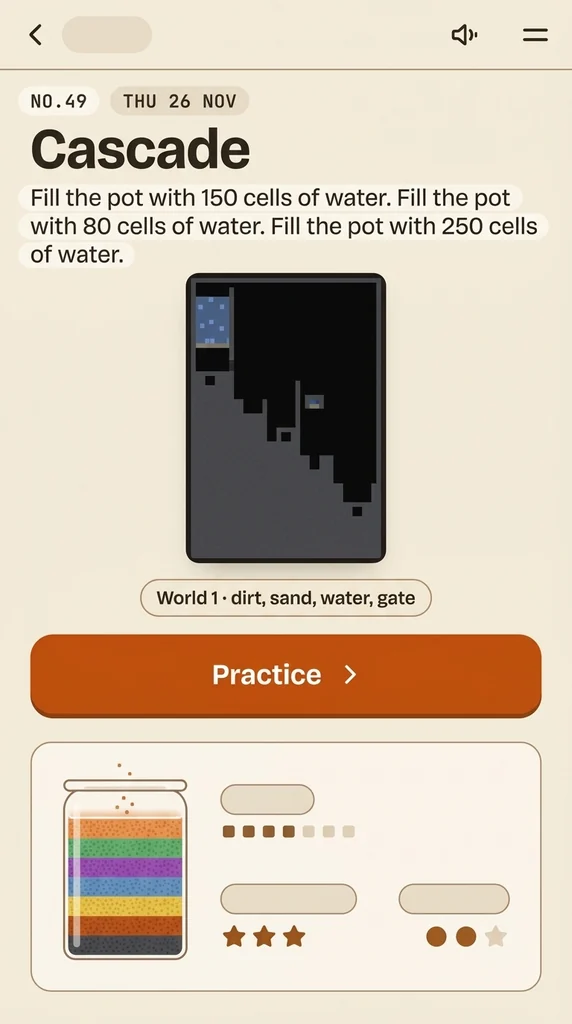 NO.49
THU 26 NOV
Cascade
Fill the pot with 150 cells of water. Fill the pot
with 80 cells of water. Fill the pot with 250 cells
of water.
World 1 · dirt, sand, water, gate
Practice